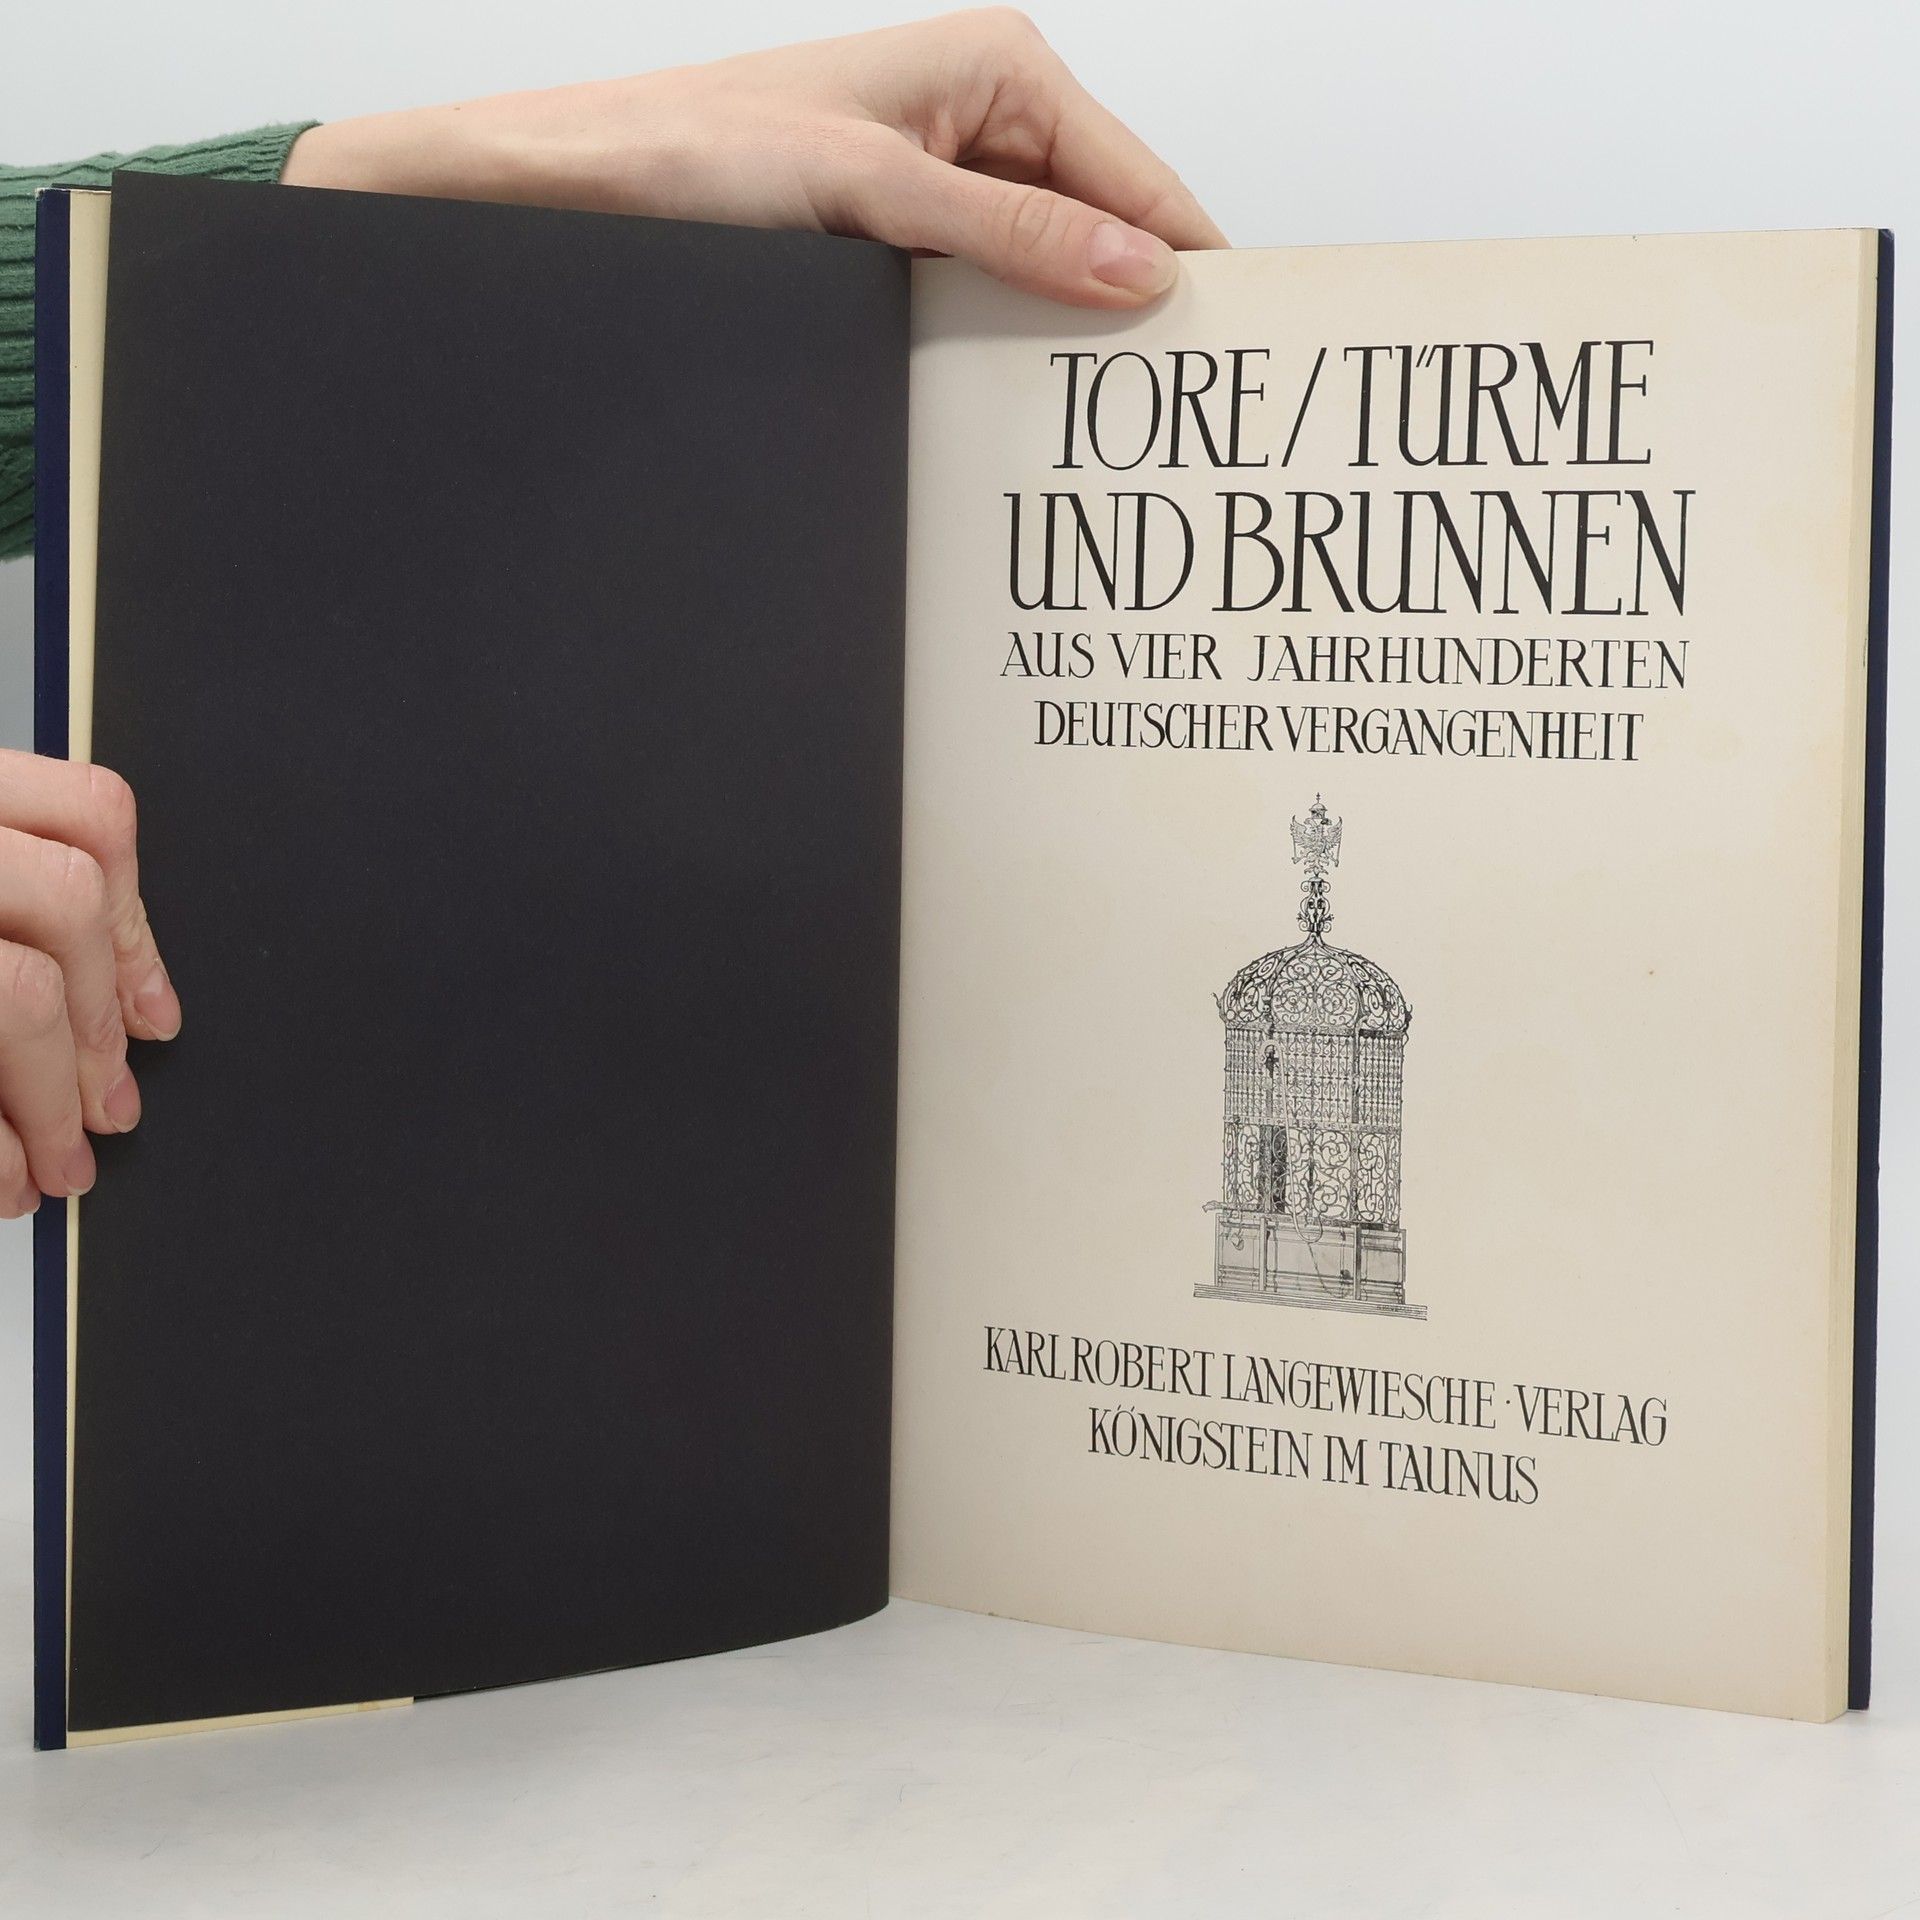 TORE / TÜRME
UND BRUNNEN
AUS VIER JAHRHUNDERTEN
DEUTSCHER VERGANGENHEIT
KARL ROBERT LANGEWIESCHE · VERLAG
KÖNIGSTEIN IM TAUNUS